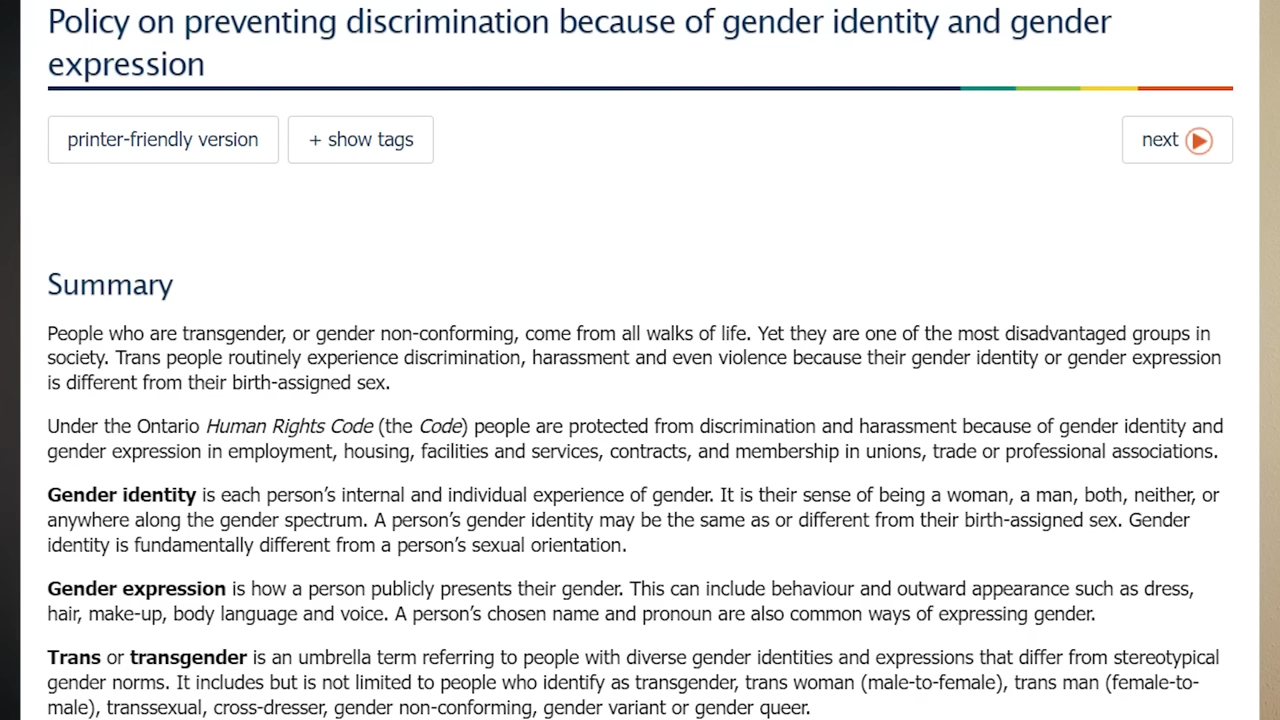 Policy on preventing discrimination because of gender identity and gender
expression
printer-friendly version
+ show tags
next
Summary
People who are transgender, or gender non-conforming, come from all walks of life. Yet they are one of the most disadvantaged groups in
society. Trans people routinely experience discrimination, harassment and even violence because their gender identity or gender expression
is different from their birth-assigned sex.
Under the Ontario Human Rights Code (the Code) people are protected from discrimination and harassment because of gender identity and
gender expression in employment, housing, facilities and services, contracts, and membership in unions, trade or professional associations.
Gender identity is each person's internal and individual experience of gender. It is their sense of being a woman, a man, both, neither, or
anywhere along the gender spectrum. A person's gender identity may be the same as or different from their birth-assigned sex. Gender
identity is fundamentally different from a person's sexual orientation.
Gender expression is how a person publicly presents their gender. This can include behaviour and outward appearance such as dress,
hair, make-up, body language and voice. A person's chosen name and pronoun are also common ways of expressing gender.
Trans or transgender is an umbrella term referring to people with diverse gender identities and expressions that differ from stereotypical
gender norms. It includes but is not limited to people who identify as transgender, trans woman (male-to-female), trans man (female-to-
male), transsexual, cross-dresser, gender non-conforming, gender variant or gender queer.